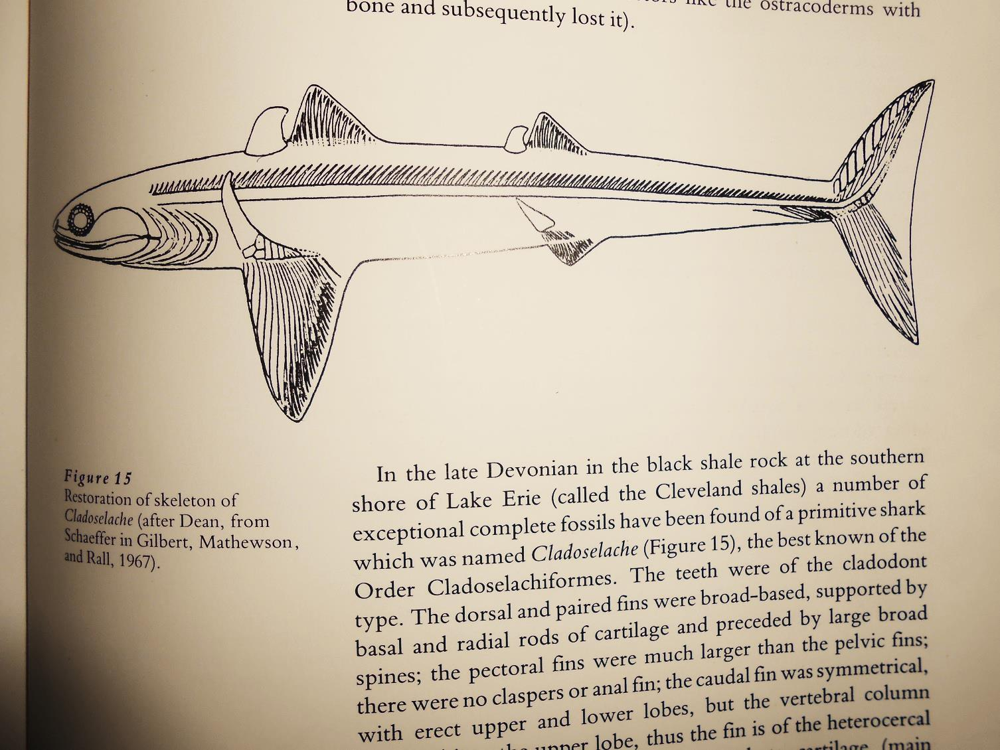 like the ostracoderms with
bone and subsequently lost it).
Figure 15
Restoration of skeleton of
Cladoselache (after Dean, from
Schaeffer in Gilbert, Mathewson,
and Rall, 1967).
In the late Devonian in the black shale rock at the southern
shore of Lake Erie (called the Cleveland shales) a number of
exceptional complete fossils have been found of a primitive shark
which was named Cladoselache (Figure 15), the best known of the
Order Cladoselachiformes. The teeth were of the cladodont
type. The dorsal and paired fins were broad-based, supported by
basal and radial rods of cartilage and preceded by large broad
spines; the pectoral fins were much larger than the pelvic fins;
there were no claspers or anal fin; the caudal fin was symmetrical,
with erect upper and lower lobes, but the vertebral column
the upper lobe, thus the fin is of the heterocercal
cartilage (main